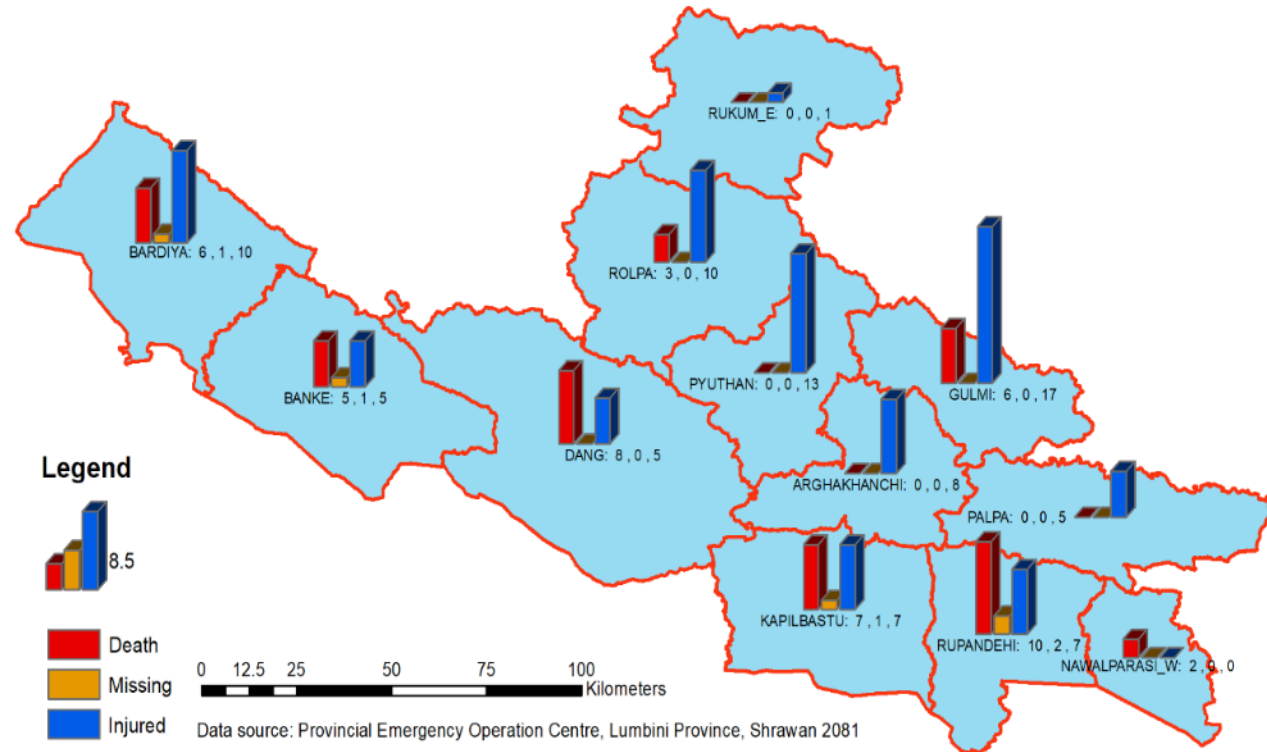 RUKUM_E: 0, 0, 1
BARDIYA: 6, 1, 10
ROLPA: 3, 0, 10
BANKE: 5, 1, 5
PYUTHAN: 0, 0, 13
GULMI: 6, 0, 17
DANG: 8, 0, 5
ARGHAKHANCHI: 0, 0, 8
PALPA: 0, 0, 5
KAPILBASTU: 7, 1, 7
RUPANDEHI: 10, 2, 7
NAWALPARASI_W: 2, 0, 0
Legend
8.5
Death
Missing
Injured
0 12.5 25 50 75 100
Kilometers
Data source: Provincial Emergency Operation Centre, Lumbini Province, Shrawan 2081